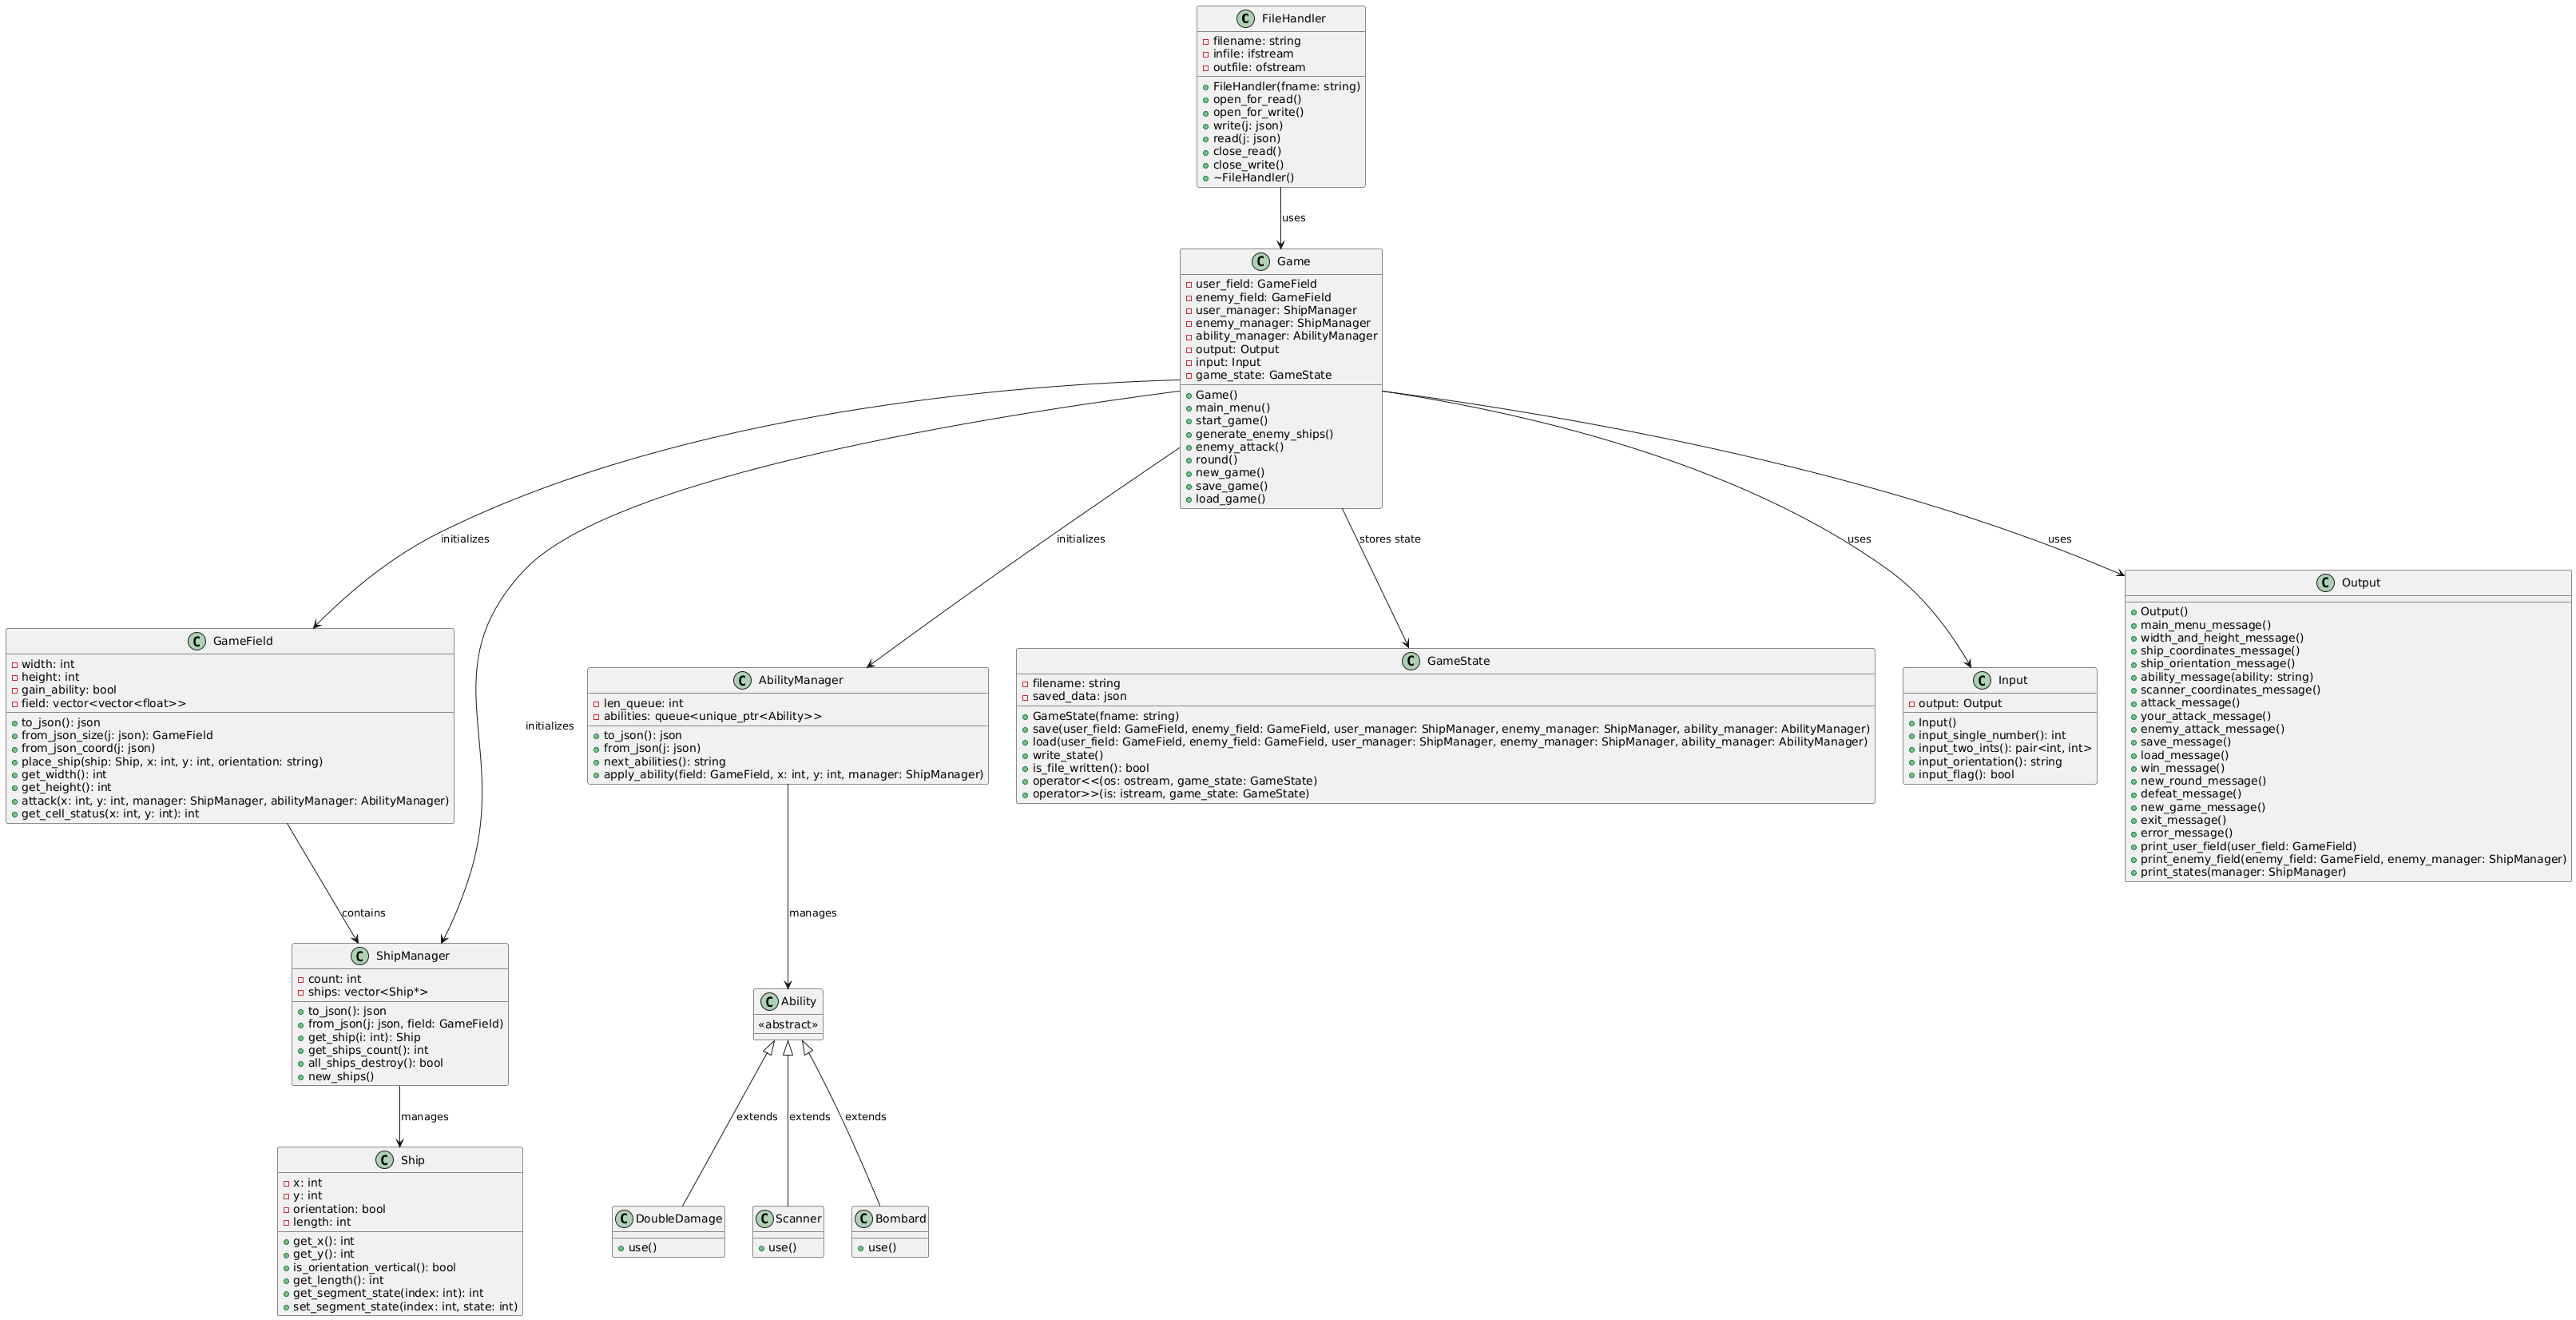 FileHandler
filename: string
infile: ifstream
outfile: ofstream
FileHandler(fname: string)
open_for_read()
open_for_write()
write(j: json)
read(j: json)
close_read()
close_write()
~FileHandler()
uses
Game
user_field: GameField
enemy_field: GameField
user_manager: ShipManager
enemy_manager: ShipManager
ability_manager: AbilityManager
output: Output
input: Input
game_state: GameState
Game()
main_menu()
start_game()
generate_enemy_ships()
enemy_attack()
round()
new_game()
save_game()
load_game()
initializes
initializes
initializes
stores state
uses
uses
GameField
width: int
height: int
gain_ability: bool
field: vector<vector<float>>
to_json(): json
from_json_size(j: json): GameField
from_json_coord(j: json)
place_ship(ship: Ship, x: int, y: int, orientation: string)
get_width(): int
get_height(): int
attack(x: int, y: int, manager: ShipManager, abilityManager: AbilityManager)
get_cell_status(x: int, y: int): int
AbilityManager
len_queue: int
abilities: queue<unique_ptr<Ability>>
to_json(): json
from_json(j: json)
next_abilities(): string
apply_ability(field: GameField, x: int, y: int, manager: ShipManager)
GameState
filename: string
saved_data: json
GameState(fname: string)
save(user_field: GameField, enemy_field: GameField, user_manager: ShipManager, enemy_manager: ShipManager, ability_manager: AbilityManager)
load(user_field: GameField, enemy_field: GameField, user_manager: ShipManager, enemy_manager: ShipManager, ability_manager: AbilityManager)
write_state()
is_file_written(): bool
operator<<(os: ostream, game_state: GameState)
operator>>(is: istream, game_state: GameState)
Input
output: Output
Input()
input_single_number(): int
input_two_ints(): pair<int, int>
input_orientation(): string
input_flag(): bool
Output
Output()
main_menu_message()
width_and_height_message()
ship_coordinates_message()
ship_orientation_message()
ability_message(ability: string)
scanner_coordinates_message()
attack_message()
your_attack_message()
enemy_attack_message()
save_message()
load_message()
win_message()
new_round_message()
defeat_message()
new_game_message()
exit_message()
error_message()
print_user_field(user_field: GameField)
print_enemy_field(enemy_field: GameField, enemy_manager: ShipManager)
print_states(manager: ShipManager)
contains
manages
ShipManager
count: int
ships: vector<Ship*>
to_json(): json
from_json(j: json, field: GameField)
get_ship(i: int): Ship
get_ships_count(): int
all_ships_destroy(): bool
new_ships()
Ability
«abstract»
manages
extends
extends
extends
Ship
x: int
y: int
orientation: bool
length: int
get_x(): int
get_y(): int
is_orientation_vertical(): bool
get_length(): int
get_segment_state(index: int): int
set_segment_state(index: int, state: int)
DoubleDamage
use()
Scanner
use()
Bombard
use()